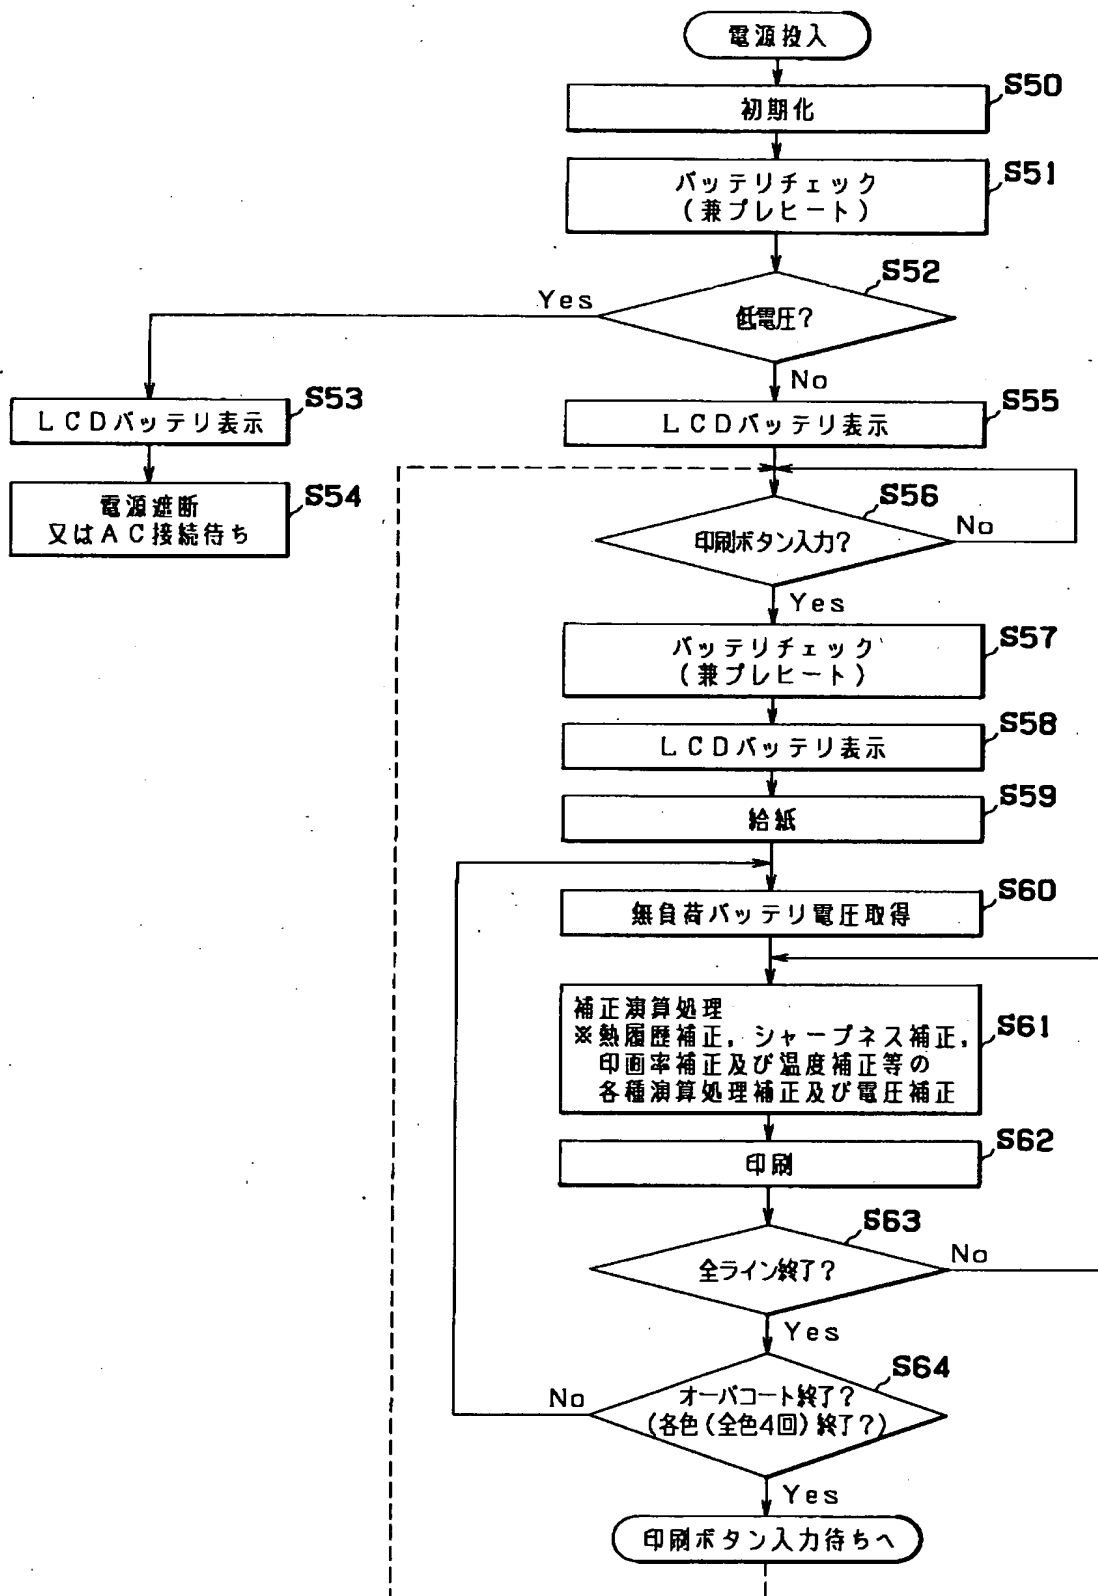 電源投入
S50
初期化
S51
バッテリチェック
(兼プレヒート)
S52
低電圧?
Yes
No
S53
LCDバッテリ表示
S54
電源遮断
又はAC接続待ち
S55
LCDバッテリ表示
S56
印刷ボタン入力?
No
Yes
S57
バッテリチェック
(兼プレヒート)
S58
LCDバッテリ表示
S59
給紙
S60
無負荷バッテリ電圧取得
S61
補正演算処理
※熱履歴補正,シャープネス補正,
印画率補正及び温度補正等の
各種演算処理補正及び電圧補正
S62
印刷
S63
全ライン終了?
No
Yes
S64
オーバコート終了?
(各色(全色4回)終了?)
No
Yes
印刷ボタン入力待ちへ